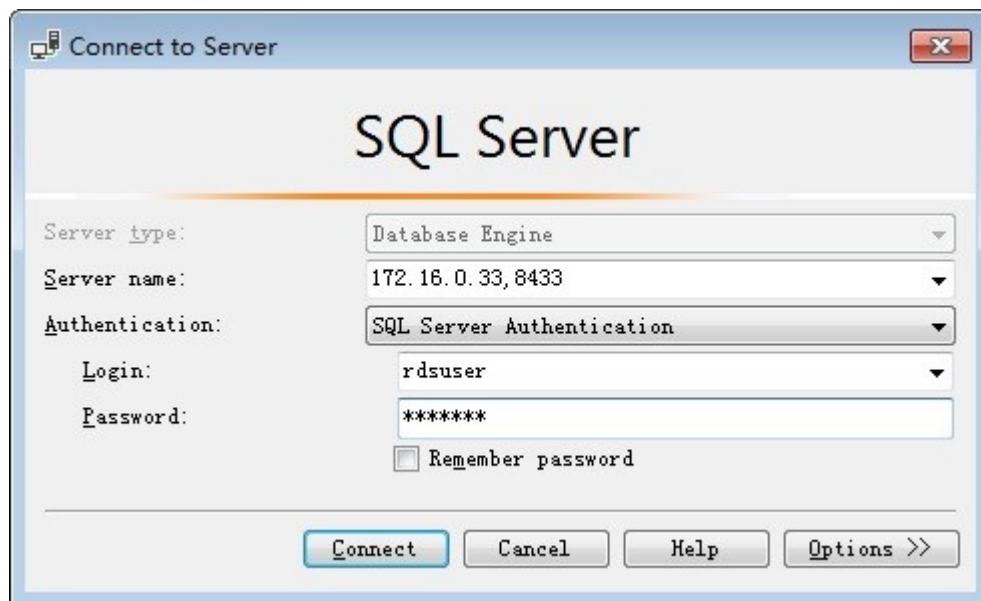 Connect to Server
SQL Server
Server type: Database Engine
Server name: 172.16.0.33,8433
Authentication: SQL Server Authentication
Login: rdsuser
Password: *******
Remember password
Connect Cancel Help Options >>